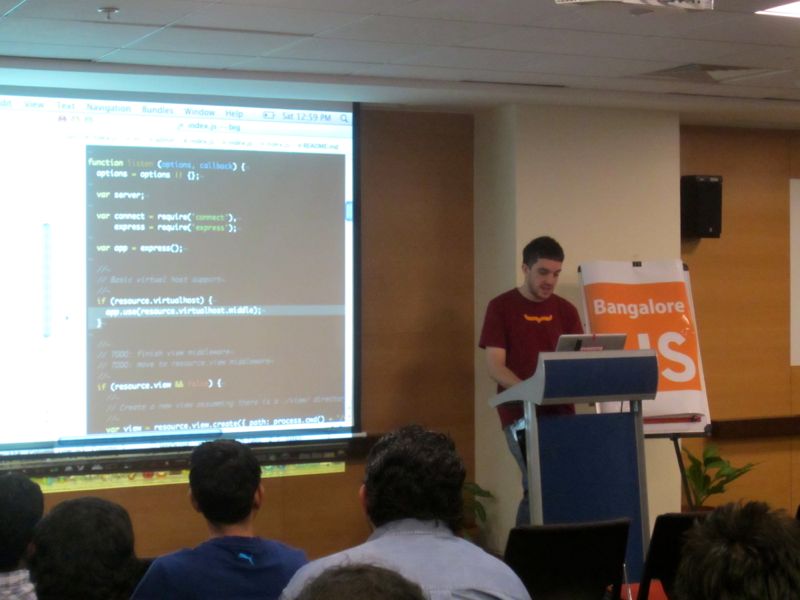 View Text Navigation Bundles Window Help Sat 12:59 PM
index.js
README.md
function listen (options, callback) {
options = options || {};
var server;
var connect = require('connect'),
express = require('express');
var app = express();
//
// Basic virtual host support
//
if (resource.virtualhost) {
app.use(resource.virtualhost.middle);
}
//
// TODO: finish view middleware
// TODO: move to resource.view middleware
//
if (resource.view && false) {
//
// Create a new view assuming there is a ./view/
var view = resource.view.create({ path: process.cwd() +
Bangalore
JS